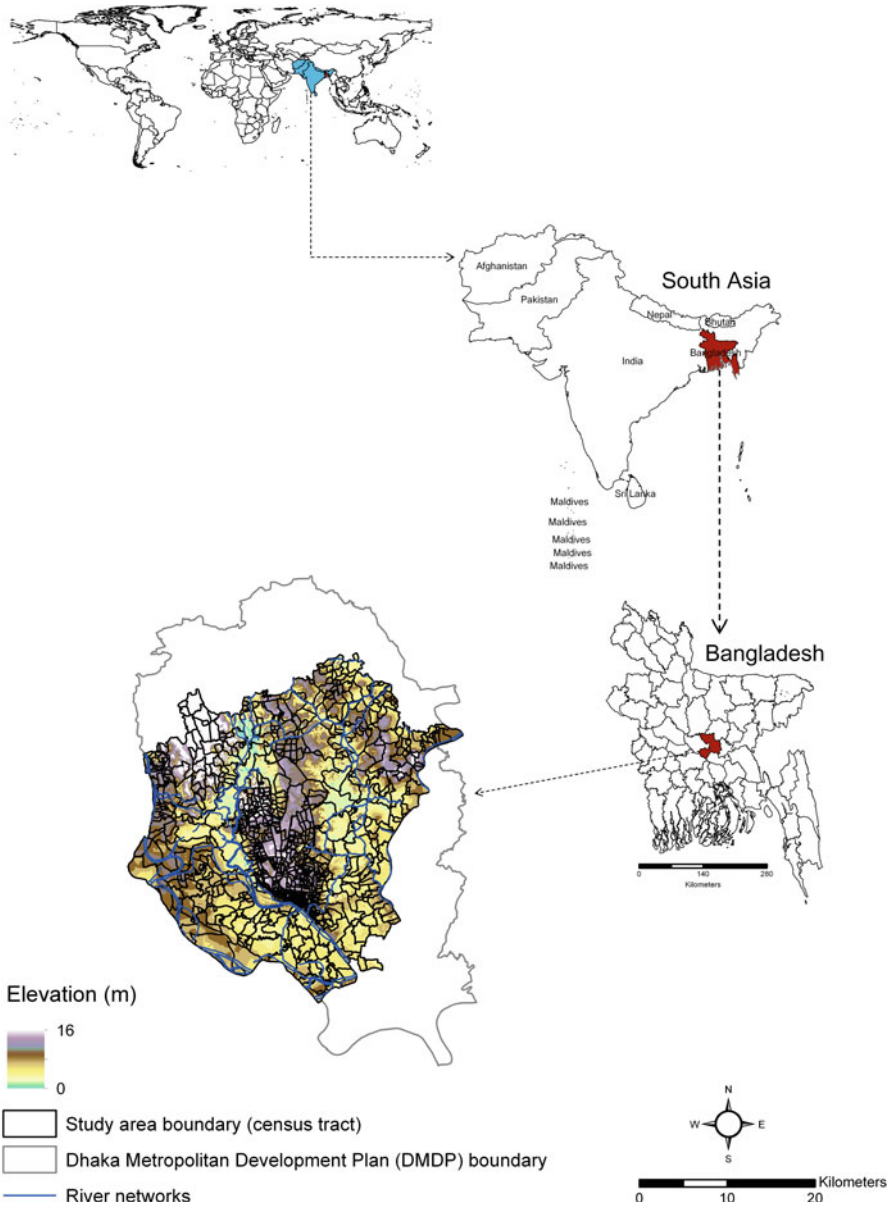 Afghanistan
South Asia
Pakistan
Nepal
Bhutan
Bangladesh
India
Sri Lanka
Maldives
Maldives
Maldives
Maldives
Maldives
Bangladesh
0 140 280
Kilometers
Elevation (m)
16
0
Study area boundary (census tract)
Dhaka Metropolitan Development Plan (DMDP) boundary
River networks
N
W E
S
Kilometers
0 10 20